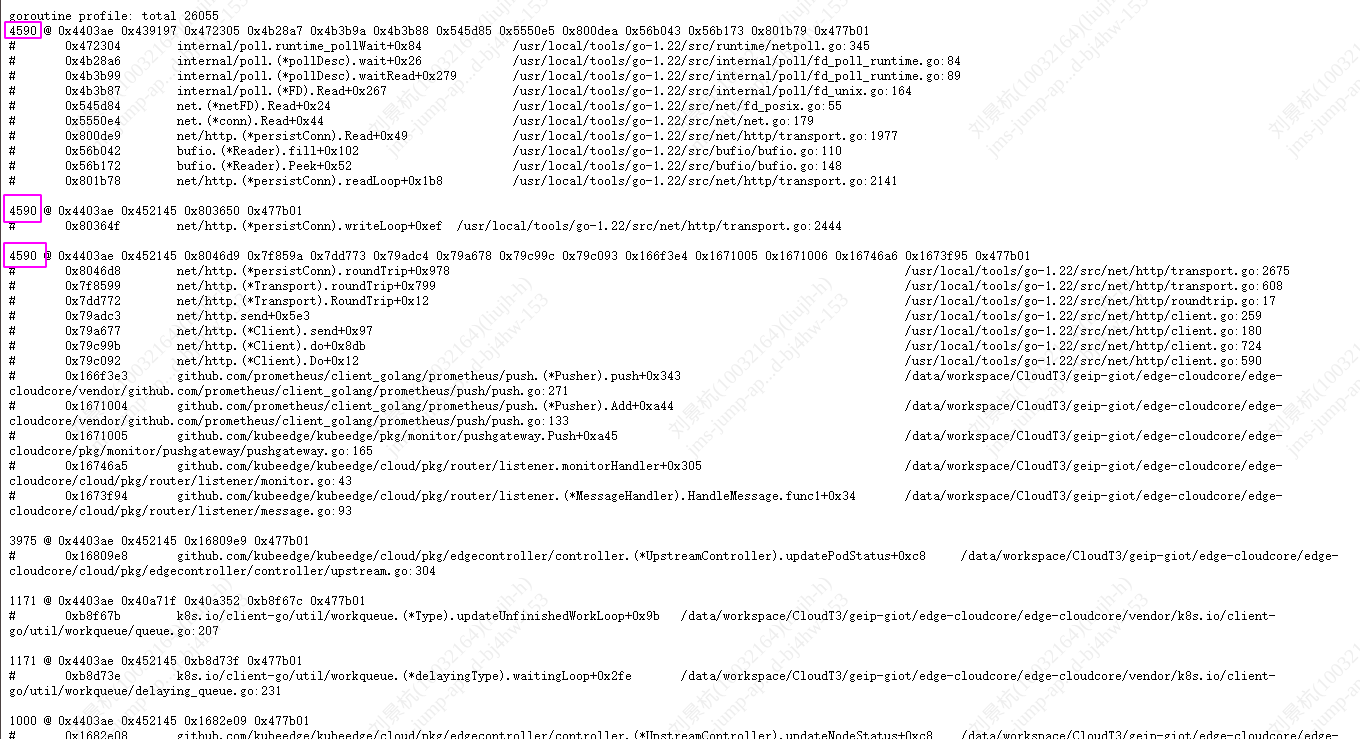 goroutine profile: total 26055
4590 @ 0x4403ae 0x439197 0x472305 0x4b28a7 0x4b3b9a 0x4b3b88 0x545d85 0x5550e5 0x800dea 0x56b043 0x56b173 0x801b79 0x477b01
# 0x472304 internal/poll.runtime_pollWait+0x84 /usr/local/tools/go-1.22/src/runtime/netpoll.go:345
# 0x4b28a6 internal/poll.(*pollDesc).wait+0x26 /usr/local/tools/go-1.22/src/internal/poll/fd_poll_runtime.go:84
# 0x4b3b99 internal/poll.(*pollDesc).waitRead+0x279 /usr/local/tools/go-1.22/src/internal/poll/fd_poll_runtime.go:89
# 0x4b3b87 internal/poll.(*FD).Read+0x267 /usr/local/tools/go-1.22/src/internal/poll/fd_unix.go:164
# 0x545d84 net.(*netFD).Read+0x24 /usr/local/tools/go-1.22/src/net/fd_posix.go:55
# 0x5550e4 net.(*conn).Read+0x44 /usr/local/tools/go-1.22/src/net/net.go:179
# 0x800de9 net/http.(*persistConn).Read+0x49 /usr/local/tools/go-1.22/src/net/http/transport.go:1977
# 0x56b042 bufio.(*Reader).fill+0x102 /usr/local/tools/go-1.22/src/bufio/bufio.go:110
# 0x56b172 bufio.(*Reader).Peek+0x52 /usr/local/tools/go-1.22/src/bufio/bufio.go:148
# 0x801b78 net/http.(*persistConn).readLoop+0x1b8 /usr/local/tools/go-1.22/src/net/http/transport.go:2141
4590 @ 0x4403ae 0x452145 0x803650 0x477b01
# 0x80364f net/http.(*persistConn).writeLoop+0xef /usr/local/tools/go-1.22/src/net/http/transport.go:2444
4590 @ 0x4403ae 0x452145 0x8046d9 0x7f859a 0x7dd773 0x79adc4 0x79a678 0x79c99c 0x79c093 0x166f3e4 0x1671005 0x1671006 0x16746a6 0x1673f95 0x477b01
# 0x8046d8 net/http.(*persistConn).roundTrip+0x978 /usr/local/tools/go-1.22/src/net/http/transport.go:2675
# 0x7f8599 net/http.(*Transport).roundTrip+0x799 /usr/local/tools/go-1.22/src/net/http/transport.go:608
# 0x7dd772 net/http.(*Transport).RoundTrip+0x12 /usr/local/tools/go-1.22/src/net/http/roundtrip.go:17
# 0x79adc3 net/http.send+0x5e3 /usr/local/tools/go-1.22/src/net/http/client.go:259
# 0x79a677 net/http.(*Client).send+0x97 /usr/local/tools/go-1.22/src/net/http/client.go:180
# 0x79c99b net/http.(*Client).do+0x8db /usr/local/tools/go-1.22/src/net/http/client.go:724
# 0x79c092 net/http.(*Client).Do+0x12 /usr/local/tools/go-1.22/src/net/http/client.go:590
# 0x166f3e3 github.com/prometheus/client_golang/prometheus/push.(*Pusher).push+0x343 /data/workspace/CloudT3/geip-giot/edge-cloudcore/edge-
cloudcore/vendor/github.com/prometheus/client_golang/prometheus/push/push.go:271
# 0x1671004 github.com/prometheus/client_golang/prometheus/push.(*Pusher).Add+0xa44 /data/workspace/CloudT3/geip-giot/edge-cloudcore/edge-
cloudcore/vendor/github.com/prometheus/client_golang/prometheus/push/push.go:133
# 0x1671005 github.com/kubeedge/kubeedge/pkg/monitor/pushgateway.Push+0xa45 /data/workspace/CloudT3/geip-giot/edge-cloudcore/edge-
cloudcore/pkg/monitor/pushgateway/pushgateway.go:165
# 0x16746a5 github.com/kubeedge/kubeedge/cloud/pkg/router/listener.monitorHandler+0x305 /data/workspace/CloudT3/geip-giot/edge-cloudcore/edge-
cloudcore/cloud/pkg/router/listener/monitor.go:43
# 0x1673f94 github.com/kubeedge/kubeedge/cloud/pkg/router/listener.(*MessageHandler).HandleMessage.func1+0x34 /data/workspace/CloudT3/geip-giot/edge-cloudcore/edge-
cloudcore/cloud/pkg/router/listener/message.go:93
3975 @ 0x4403ae 0x452145 0x16809e9 0x477b01
# 0x16809e8 github.com/kubeedge/kubeedge/cloud/pkg/edgecontroller/controller.(*UpstreamController).updatePodStatus+0xc8 /data/workspace/CloudT3/geip-giot/edge-cloudcore/edge-
cloudcore/cloud/pkg/edgecontroller/controller/upstream.go:304
1171 @ 0x4403ae 0x40a71f 0x40a352 0xb8f67c 0x477b01
# 0xb8f67b k8s.io/client-go/util/workqueue.(*Type).updateUnfinishedWorkLoop+0x9b /data/workspace/CloudT3/geip-giot/edge-cloudcore/edge-cloudcore/vendor/k8s.io/client-
go/util/workqueue/queue.go:207
1171 @ 0x4403ae 0x452145 0xb8d73f 0x477b01
# 0xb8d73e k8s.io/client-go/util/workqueue.(*delayingType).waitingLoop+0x2fe /data/workspace/CloudT3/geip-giot/edge-cloudcore/edge-cloudcore/vendor/k8s.io/client-
go/util/workqueue/delaying_queue.go:231
1000 @ 0x4403ae 0x452145 0x1682e09 0x477b01
# 0x1682e08 github.com/kubeedge/kubeedge/cloud/pkg/edgecontroller/controller.(*UpstreamController).updateNodeStatus+0xc8 /data/workspace/CloudT3/geip-giot/edge-cloudcore/edge-